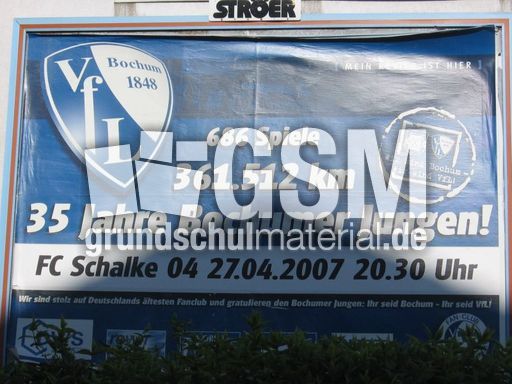 STRÖER
VfL
Bochum
1848
[ MEIN REVIER IST HIER ]
686 Spiele
361.512 km
35 Jahre Bochumer Jungen!
GSM
grundschulmaterial.de
FC Schalke 04 27.04.2007 20.30 Uhr
Wir sind stolz auf Deutschlands ältesten Fanclub und gratulieren den Bochumer Jungen: Ihr seid Bochum - Ihr seid VfL!